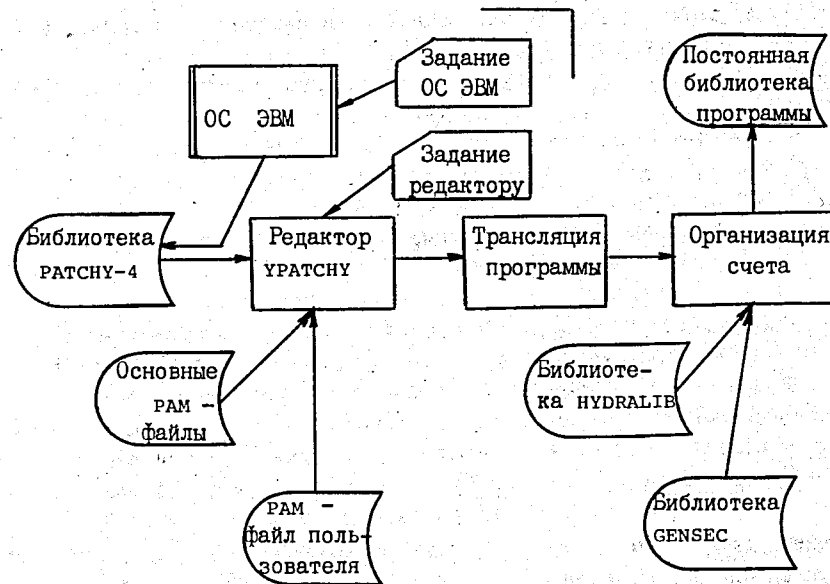 Задание
ОС ЭВМ
Постоянная
библиотека
программы
ОС ЭВМ
Задание
редактору
Библиотека
PATCHY-4
Редактор
YPATCHY
Трансляция
программы
Организация
счета
Основные
PAM -
файлы
Библиоте-
ка HYDRALIB
PAM -
файл поль-
зователя
Библиотека
GENSEC